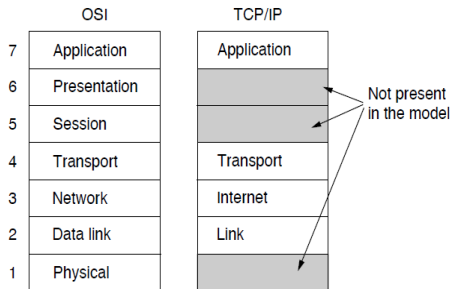 OSI TCP/IP
7 Application Application
6 Presentation
5 Session
Not present
in the model
4 Transport Transport
3 Network Internet
2 Data link Link
1 Physical